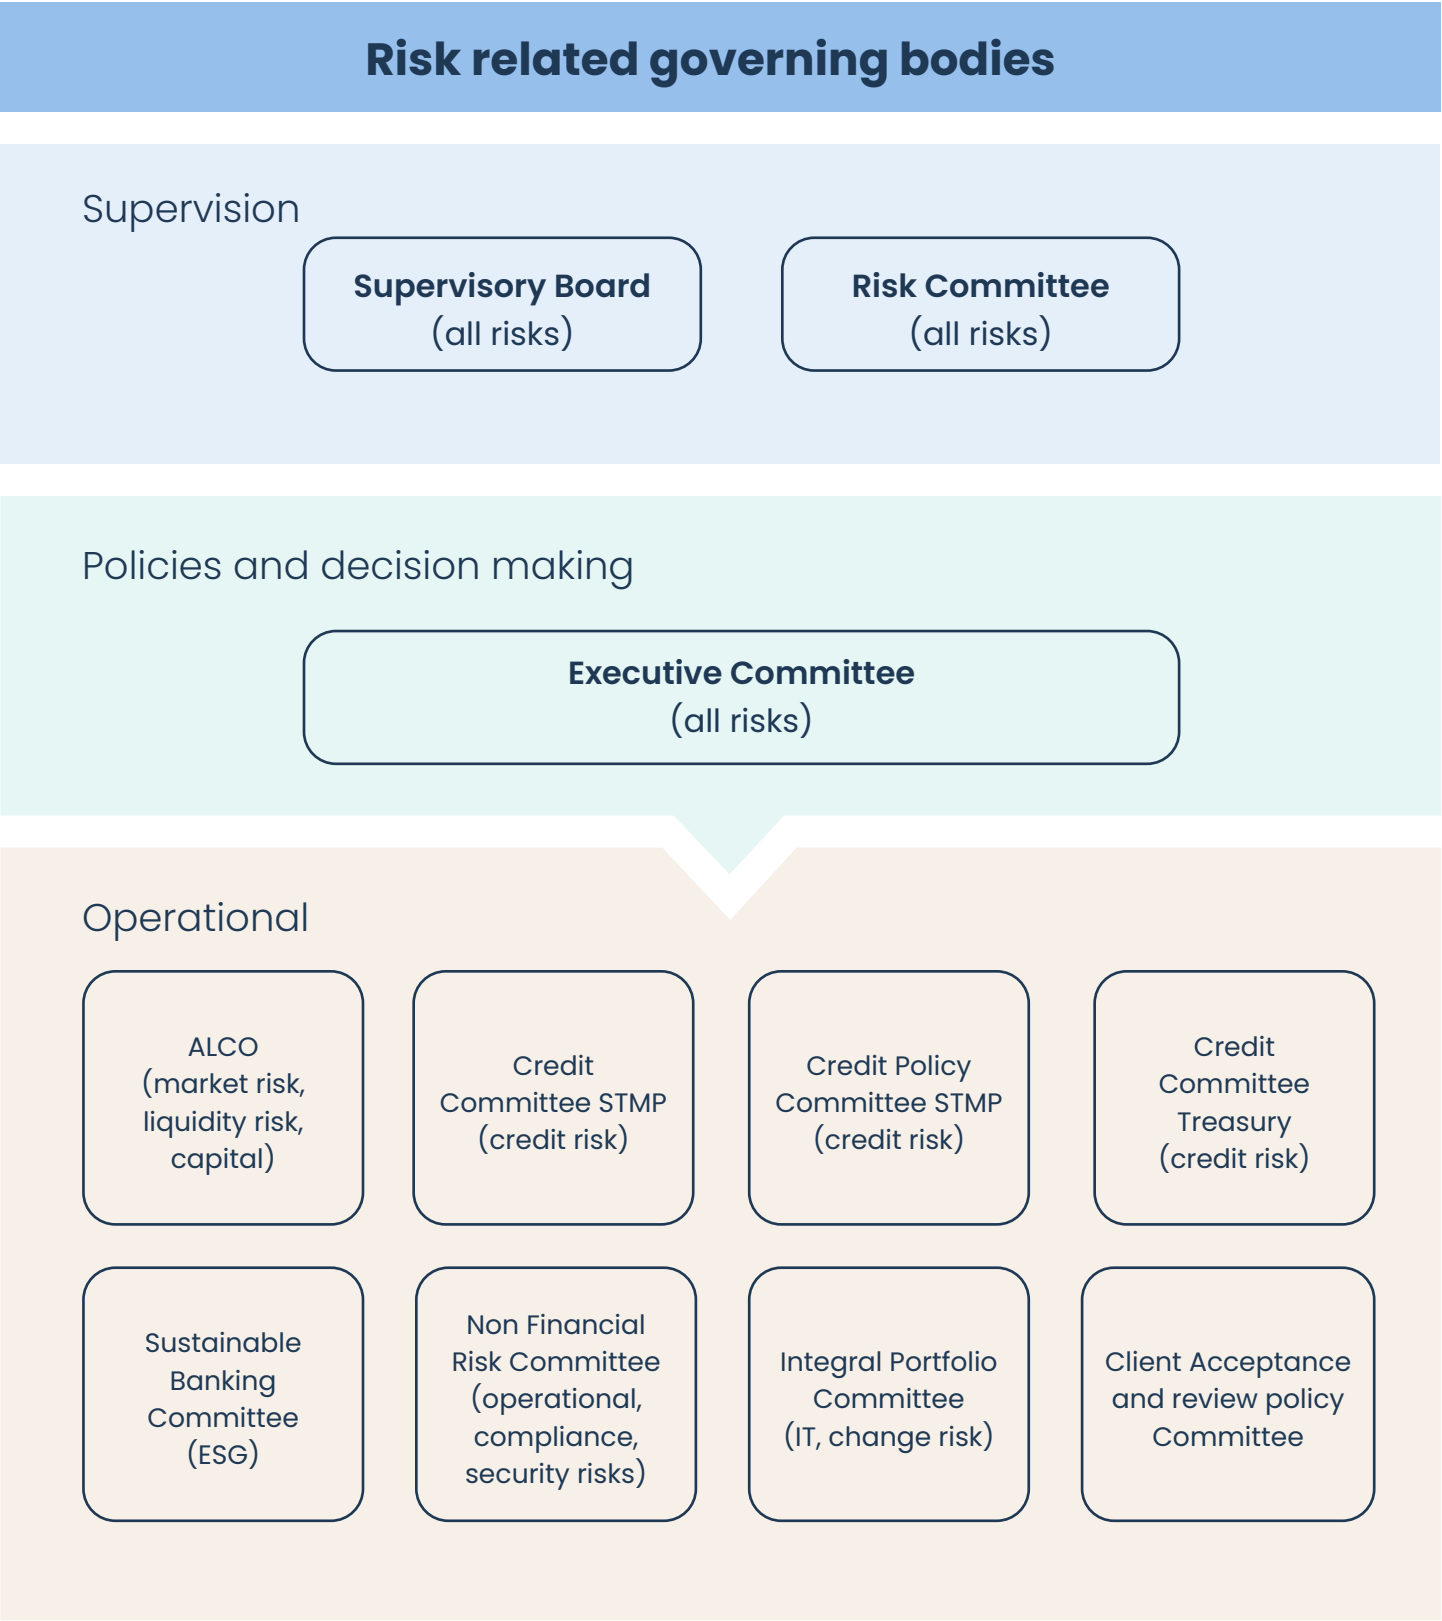 Risk related governing bodies
Supervision
Supervisory Board
(all risks)
Risk Committee
(all risks)
Policies and decision making
Executive Committee
(all risks)
Operational
ALCO
(market risk,
liquidity risk,
capital)
Credit
Committee STMP
(credit risk)
Credit Policy
Committee STMP
(credit risk)
Credit
Committee
Treasury
(credit risk)
Sustainable
Banking
Committee
(ESG)
Non Financial
Risk Committee
(operational,
compliance,
security risks)
Integral Portfolio
Committee
(IT, change risk)
Client Acceptance
and review policy
Committee